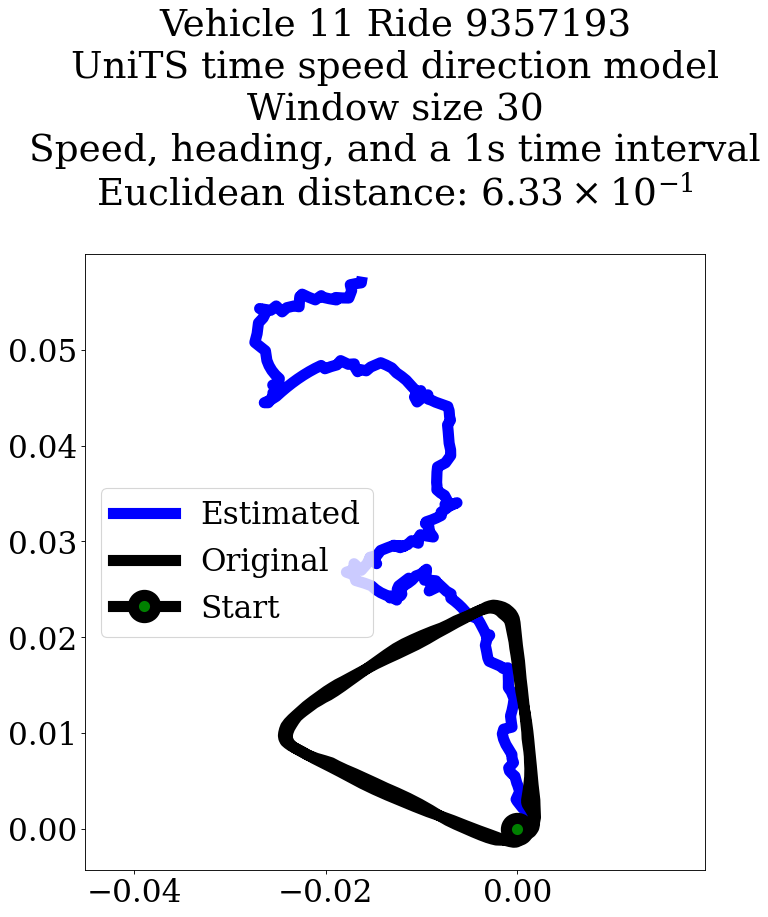 Vehicle 11 Ride 9357193
UniTS time speed direction model
Window size 30
Speed, heading, and a 1s time interval
Euclidean distance: 6.33 × 10⁻¹
0.05
0.04
0.03
0.02
0.01
0.00
Estimated
Original
Start
−0.04
−0.02
0.00